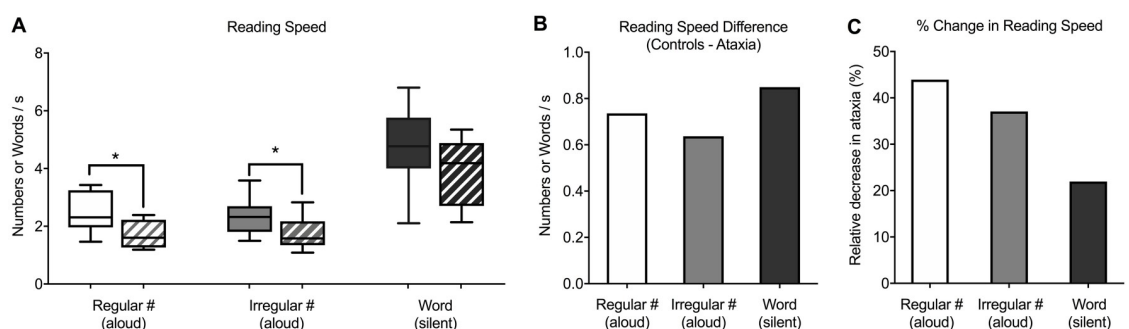 A
Reading Speed
Numbers or Words / s
8
6
4
2
0
*
*
Regular #
(aloud)
Irregular #
(aloud)
Word
(silent)
B
Reading Speed Difference
(Controls - Ataxia)
Numbers or Words / s
1.0
0.8
0.6
0.4
0.2
0.0
Regular #
(aloud)
Irregular #
(aloud)
Word
(silent)
C
% Change in Reading Speed
Relative decrease in ataxia (%)
50
40
30
20
10
0
Regular #
(aloud)
Irregular #
(aloud)
Word
(silent)